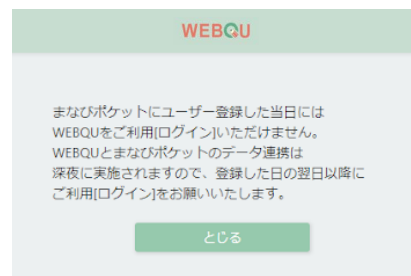 WEBQU
まなびポケットにユーザー登録した当日には
WEBQUをご利用[ログイン]いただけません。
WEBQUとまなびポケットのデータ連携は
深夜に実施されますので、登録した日の翌日以降に
ご利用[ログイン]をお願いいたします。
とじる